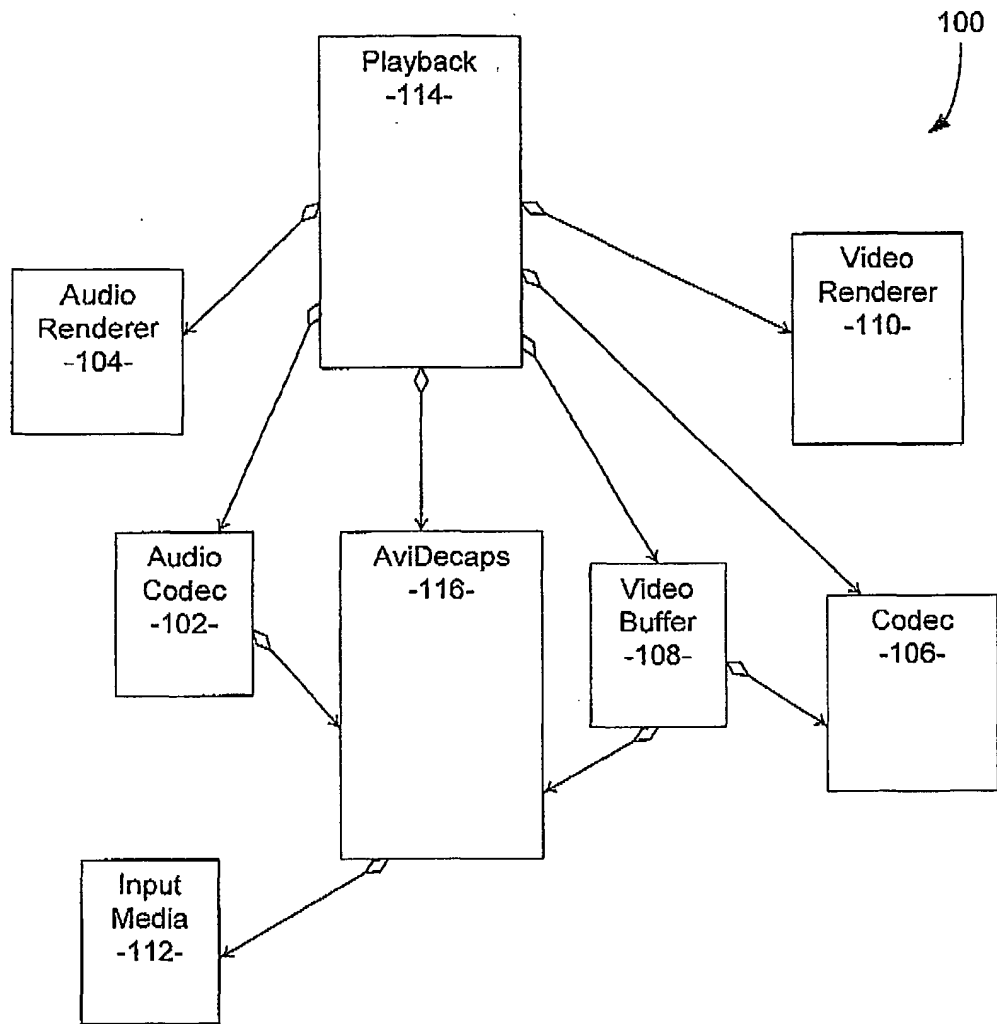 100
Playback
-114-
Audio
Renderer
-104-
Video
Renderer
-110-
Audio
Codec
-102-
AviDecaps
-116-
Video
Buffer
-108-
Codec
-106-
Input
Media
-112-